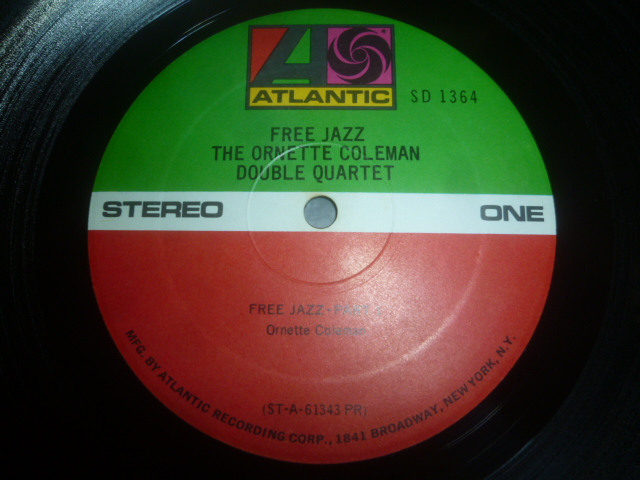 ATLANTIC
SD 1364
FREE JAZZ
THE ORNETTE COLEMAN
DOUBLE QUARTET
STEREO
ONE
FREE JAZZ - PART
Ornette Coleman
(ST-A-61343 PR)
MFG. BY ATLANTIC RECORDING CORP., 1841 BROADWAY, NEW YORK, N.Y.